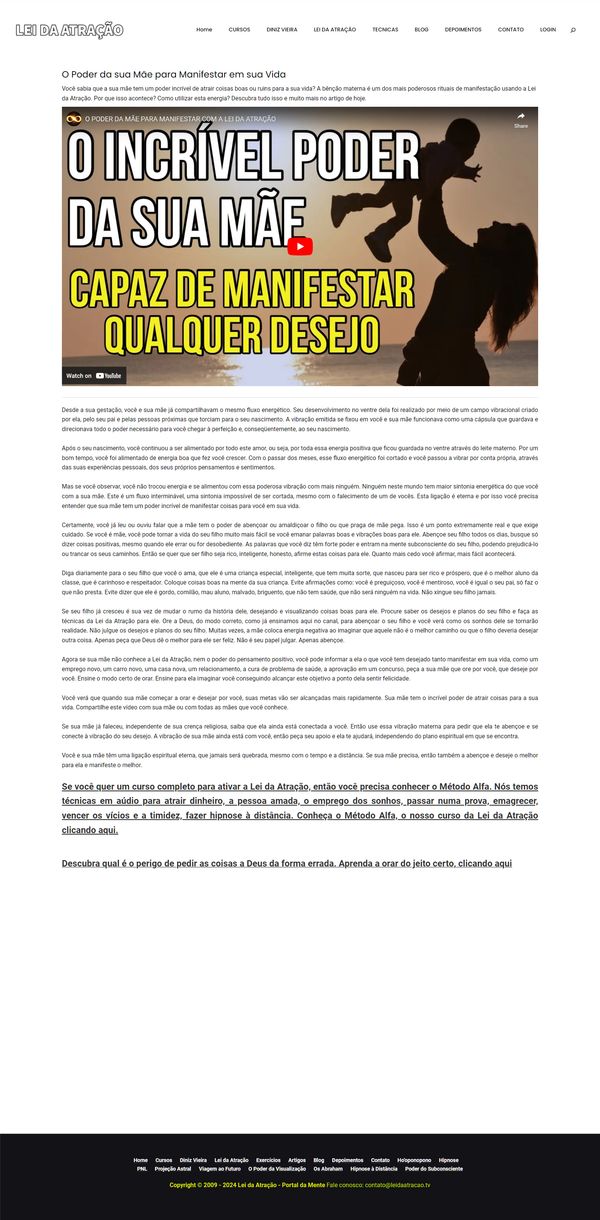 LEI DA ATRAÇÃO
Home CURSOS DINIZ VIEIRA LEI DA ATRAÇÃO TECNICAS BLOG DEPOIMENTOS CONTATO LOGIN
O Poder da sua Mãe para Manifestar em sua Vida
Você sabia que a sua mãe tem um poder incrível de atrair coisas boas ou ruins para a sua vida? A bênção materna é um dos mais poderosos rituais de manifestação usando a Lei
da Atração. Por que isso acontece? Como utilizar esta energia? Descubra tudo isso e muito mais no artigo de hoje.
O PODER DA MÃE PARA MANIFESTAR COM A LEI DA ATRAÇÃO
Share
O INCRÍVEL PODER
DA SUA MÃE
CAPAZ DE MANIFESTAR
QUALQUER DESEJO
Watch on YouTube
Desde a sua gestação, você e sua mãe já compartilhavam o mesmo fluxo energético. Seu desenvolvimento no ventre dela foi realizado por meio de um campo vibracional criado
por ela, pelo seu pai e pelas pessoas próximas que torciam para o seu nascimento. A vibração emitida se fixou em você e sua mãe funcionava como uma cápsula que guardava e
direcionava todo o poder necessário para você chegar à perfeição e, conseqüentemente, ao seu nascimento.
Após o seu nascimento, você continuou a ser alimentado por todo este amor, ou seja, por toda essa energia positiva que ficou guardada no ventre através do leite materno. Por um
bom tempo, você foi alimentado de energia boa que fez você crescer. Com o passar dos meses, esse fluxo energético foi cortado e você passou a vibrar por conta própria, através
das suas experiências pessoais, dos seus próprios pensamentos e sentimentos.
Mas se você observar, você não trocou energia e se alimentou com essa poderosa vibração com mais ninguém. Ninguém neste mundo tem maior sintonia energética do que você
com a sua mãe. Este é um fluxo interminável, uma sintonia impossível de ser cortada, mesmo com o falecimento de um de vocês. Esta ligação é eterna e por isso você precisa
entender que sua mãe tem um poder incrível de manifestar coisas para você em sua vida.
Certamente, você já leu ou ouviu falar que a mãe tem o poder de abençoar ou amaldiçoar o filho ou que praga de mãe pega. Isso é um ponto extremamente real e que exige
cuidado. Se você é mãe, você pode tornar a vida do seu filho muito mais fácil se você emanar palavras boas e vibrações boas para ele. Abençoe seu filho todos os dias, busque só
dizer coisas positivas, mesmo quando ele errar ou for desobediente. As palavras que você diz têm forte poder e entram na mente subconsciente do seu filho, podendo prejudicá-lo
ou trancar os seus caminhos. Então se quer que ser filho seja rico, inteligente, honesto, afirme estas coisas para ele. Quanto mais cedo você afirmar, mais fácil acontecerá.
Diga diariamente para o seu filho que você o ama, que ele é uma criança especial, inteligente, que tem muita sorte, que nasceu para ser rico e próspero, que é o melhor aluno da
classe, que é carinhoso e respeitador. Coloque coisas boas na mente da sua criança. Evite afirmações como: você é preguiçoso, você é mentiroso, você é igual o seu pai, só faz o
que não presta. Evite dizer que ele é gordo, comilão, mau aluno, malvado, briguento, que não tem saúde, que não será ninguém na vida. Não xingue seu filho jamais.
Se seu filho já cresceu é sua vez de mudar o rumo da história dele, desejando e visualizando coisas boas para ele. Procure saber os desejos e planos do seu filho e faça as
técnicas da Lei da Atração para ele. Ore a Deus, do modo correto, como já ensinamos aqui no canal, para abençoar o seu filho e você verá como os sonhos dele se tornarão
realidade. Não julgue os desejos e planos do seu filho. Muitas vezes, a mãe coloca energia negativa ao imaginar que aquele não é o melhor caminho ou que o filho deveria desejar
outra coisa. Apenas peça que Deus dê o melhor para ele ser feliz. Não é seu papel julgar. Apenas abençoe.
Agora se sua mãe não conhece a Lei da Atração, nem o poder do pensamento positivo, você pode informar a ela o que você tem desejado tanto manifestar em sua vida, como um
emprego novo, um carro novo, uma casa nova, um relacionamento, a cura de problema de saúde, a aprovação em um concurso, peça a sua mãe que ore por você, que deseje por
você. Ensine o modo certo de orar. Ensine para ela imaginar você conseguindo alcançar este objetivo a ponto dela sentir felicidade.
Você verá que quando sua mãe começar a orar e desejar por você, suas metas vão ser alcançadas mais rapidamente. Sua mãe tem o incrível poder de atrair coisas para a sua
vida. Compartilhe este vídeo com sua mãe ou com todas as mães que você conhece.
Se sua mãe já faleceu, independente de sua crença religiosa, saiba que ela ainda está conectada a você. Então use essa vibração materna para pedir que ela te abençoe e se
conecte à vibração do seu desejo. A vibração de sua mãe ainda está com você, então peça seu apoio e ela te ajudará, independendo do plano espiritual em que se encontra.
Você e sua mãe têm uma ligação espiritual eterna, que jamais será quebrada, mesmo com o tempo e a distância. Se sua mãe precisa, então também a abençoe e deseje o melhor
para ela e manifeste o melhor.
Se você quer um curso completo para ativar a Lei da Atração, então você precisa conhecer o Método Alfa. Nós temos
técnicas em aúdio para atrair dinheiro, a pessoa amada, o emprego dos sonhos, passar numa prova, emagrecer,
vencer os vícios e a timidez, fazer hipnose à distância. Conheça o Método Alfa, o nosso curso da Lei da Atração
clicando aqui.
Descubra qual é o perigo de pedir as coisas a Deus da forma errada. Aprenda a orar do jeito certo, clicando aqui
Home Cursos Diniz Vieira Lei da Atração Exercícios Artigos Blog Depoimentos Contato Ho'oponopono Hipnose
PNL Projeção Astral Viagem ao Futuro O Poder da Visualização Os Abraham Hipnose à Distância Poder do Subconsciente
Copyright © 2009 - 2024 Lei da Atração - Portal da Mente Fale conosco: contato@leidaatracao.tv